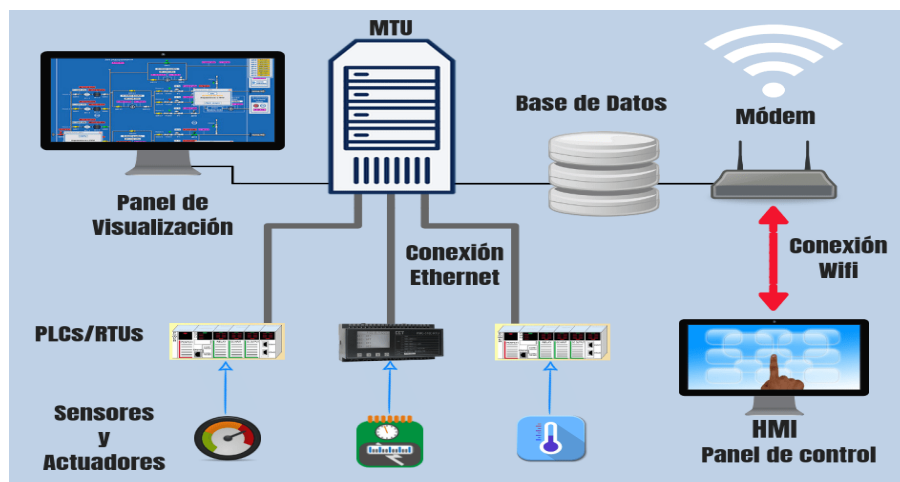 MTU
Base de Datos
Módem
Panel de
Visualización
Conexión
Ethernet
Conexión
Wifi
PLCs/RTUs
Sensores
y
Actuadores
HMI
Panel de control